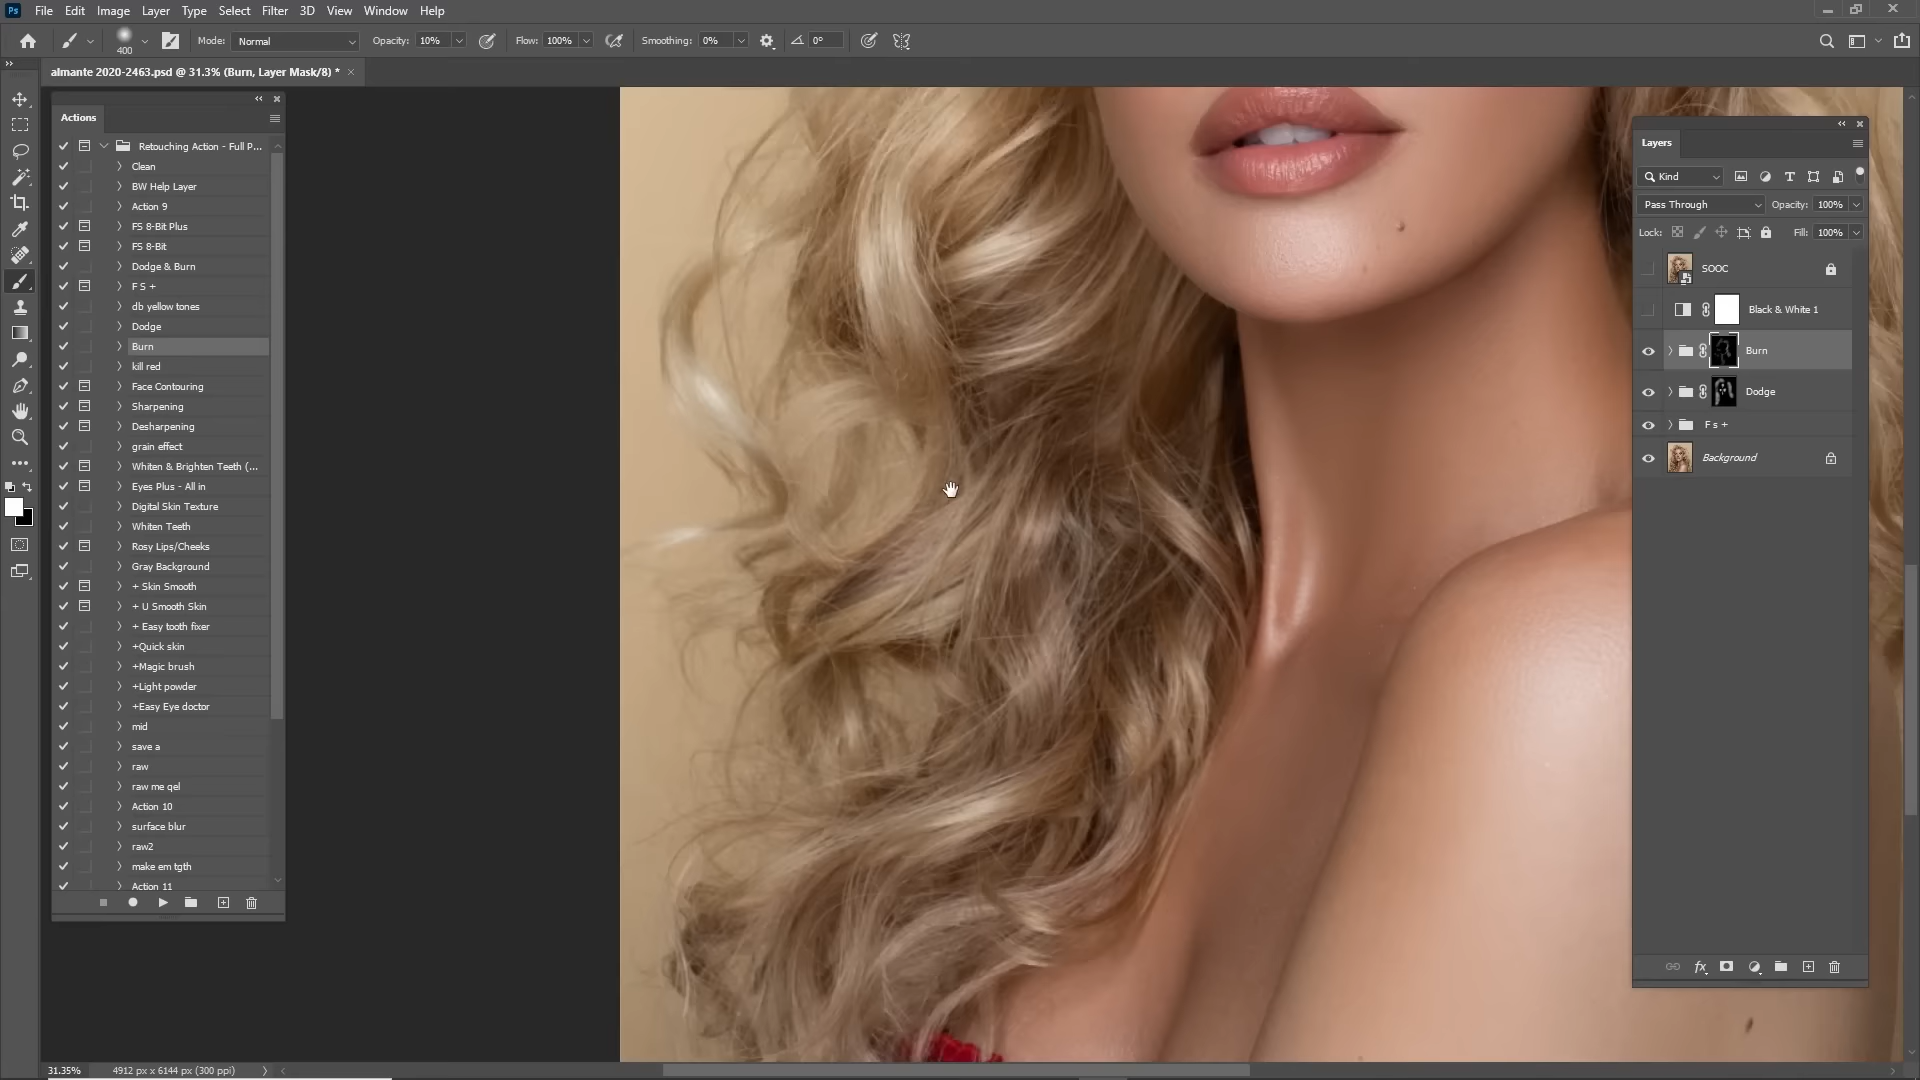 Ps File Edit Image Layer Type Select Filter 3D View Window Help
400 Mode: Normal Opacity: 10% Flow: 100% Smoothing: 0% 0°
almante 2020-2463.psd @ 31.3% (Burn, Layer Mask/8) *
Actions
Retouching Action - Full P...
Clean
BW Help Layer
Action 9
FS 8-Bit Plus
FS 8-Bit
Dodge & Burn
F S +
db yellow tones
Dodge
Burn
kill red
Face Contouring
Sharpening
Desharpening
grain effect
Whiten & Brighten Teeth (...
Eyes Plus - All in
Digital Skin Texture
Whiten Teeth
Rosy Lips/Cheeks
Gray Background
+ Skin Smooth
+ U Smooth Skin
+ Easy tooth fixer
+Quick skin
+Magic brush
+Light powder
+Easy Eye doctor
mid
save a
raw
raw me qel
Action 10
surface blur
raw2
make em tgth
Action 11
Layers
Kind
Pass Through Opacity: 100%
Lock: Fill: 100%
SOOC
Black & White 1
Burn
Dodge
F s +
Background
31.35% 4912 px x 6144 px (300 ppi)